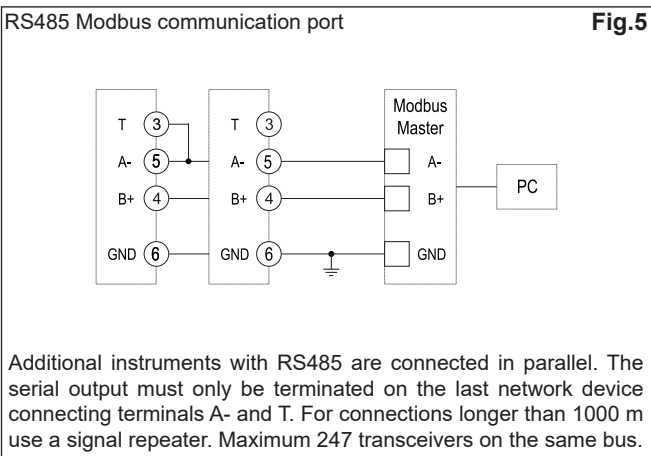 RS485 Modbus communication port Fig.5
Modbus
Master
T 3 T 3
A- 5 A- 5 A-
B+ 4 B+ 4 B+
PC
GND 6 GND 6 GND
Additional instruments with RS485 are connected in parallel. The
serial output must only be terminated on the last network device
connecting terminals A- and T. For connections longer than 1000 m
use a signal repeater. Maximum 247 transceivers on the same bus.